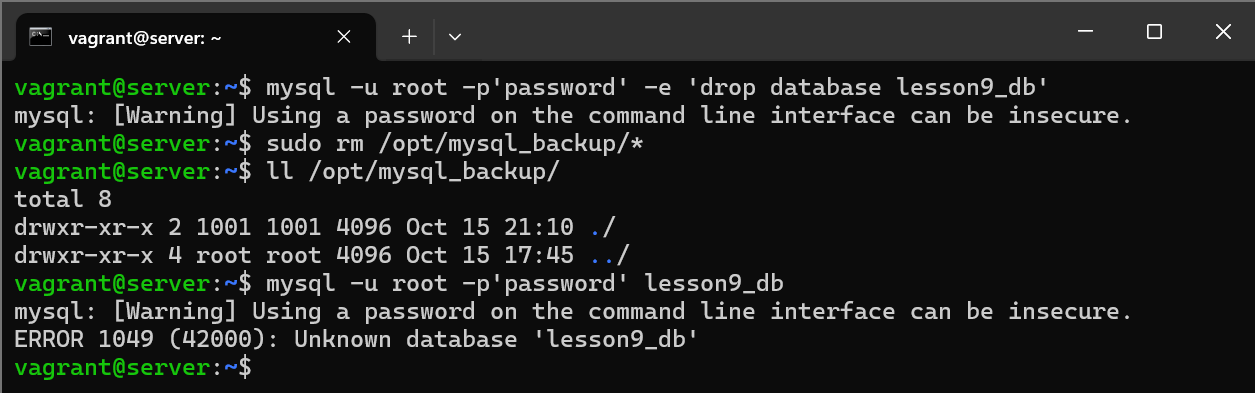 vagrant@server: ~
vagrant@server:~$ mysql -u root -p'password' -e 'drop database lesson9_db'
mysql: [Warning] Using a password on the command line interface can be insecure.
vagrant@server:~$ sudo rm /opt/mysql_backup/*
vagrant@server:~$ ll /opt/mysql_backup/
total 8
drwxr-xr-x 2 1001 1001 4096 Oct 15 21:10 ./
drwxr-xr-x 4 root root 4096 Oct 15 17:45 ../
vagrant@server:~$ mysql -u root -p'password' lesson9_db
mysql: [Warning] Using a password on the command line interface can be insecure.
ERROR 1049 (42000): Unknown database 'lesson9_db'
vagrant@server:~$